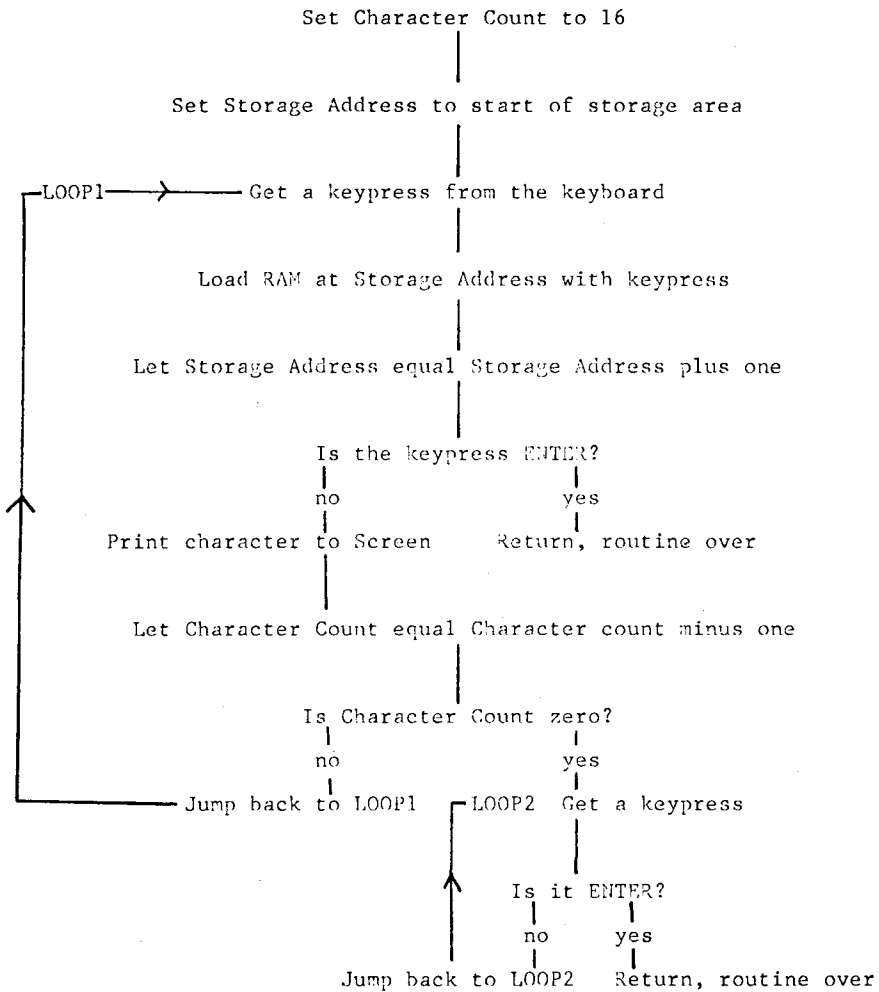 Set Character Count to 16
Set Storage Address to start of storage area
LOOP1 Get a keypress from the keyboard
Load RAM at Storage Address with keypress
Let Storage Address equal Storage Address plus one
Is the keypress ENTER?
no yes
Print character to Screen Return, routine over
Let Character Count equal Character count minus one
Is Character Count zero?
no yes
Jump back to LOOP1 LOOP2 Get a keypress
Is it ENTER?
no yes
Jump back to LOOP2 Return, routine over